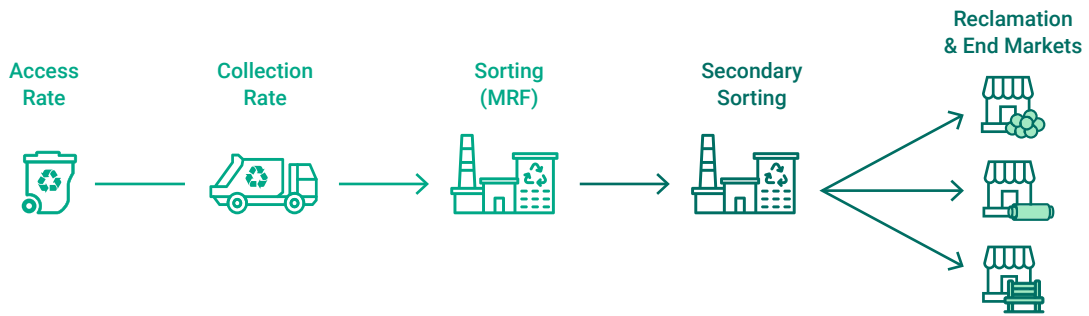 Access
Rate
Collection
Rate
Sorting
(MRF)
Secondary
Sorting
Reclamation
& End Markets